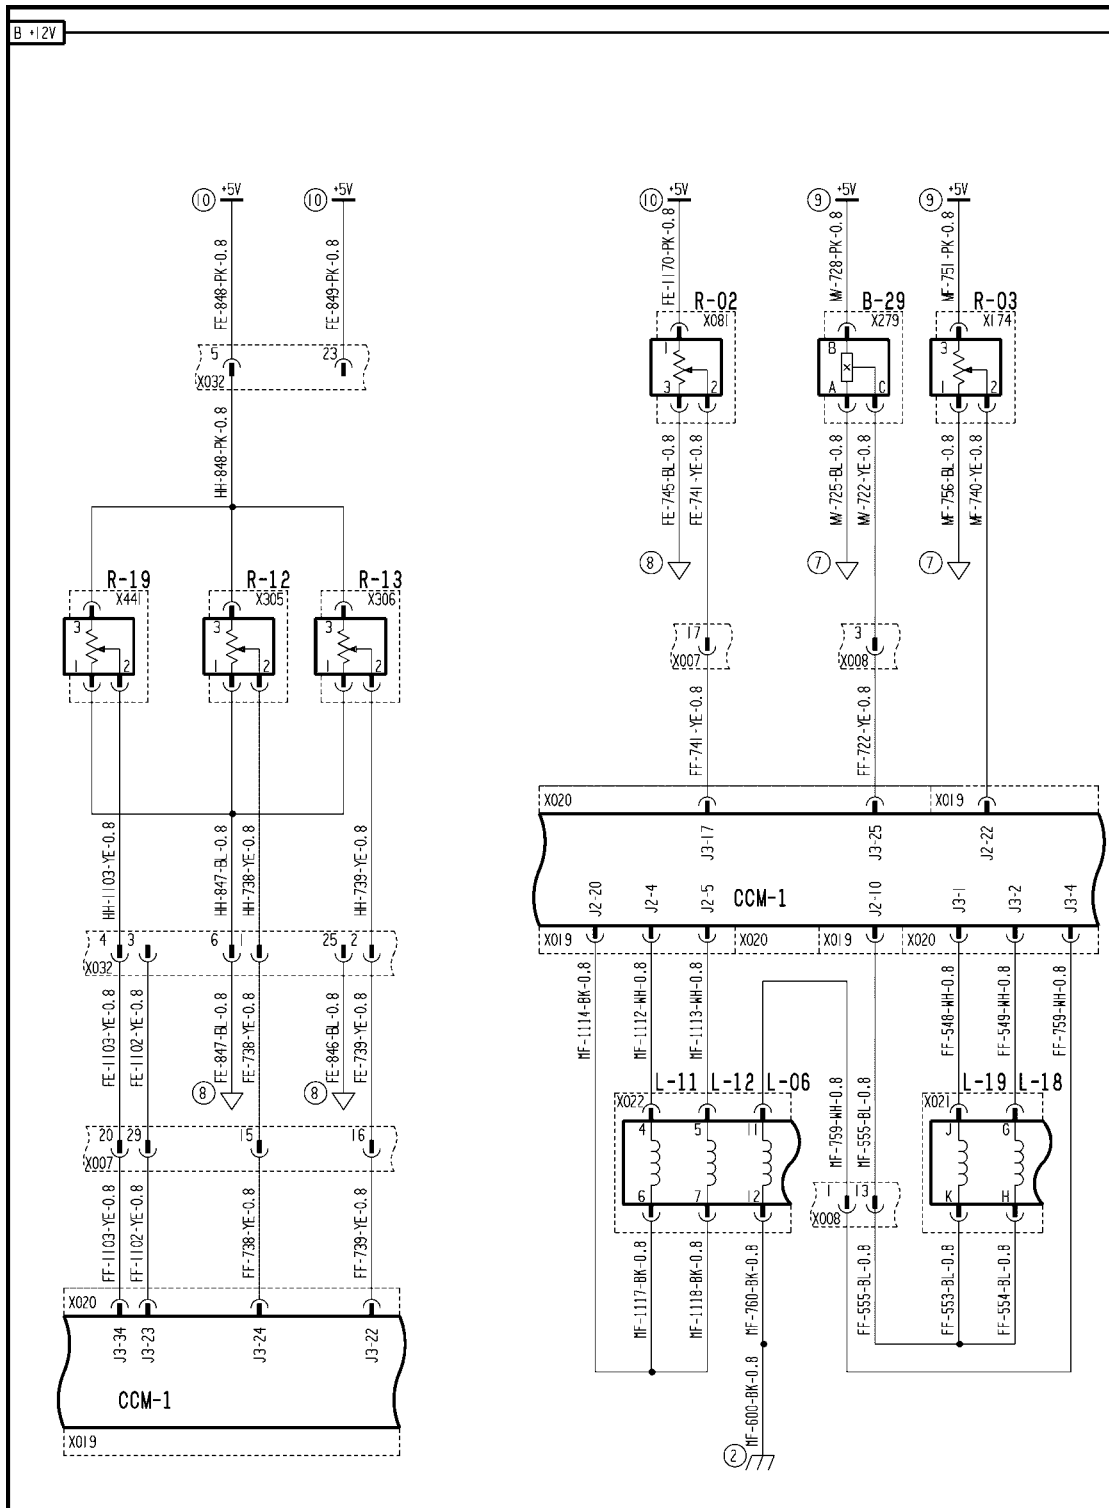 B +12V
10 +5V
10 +5V
10 +5V
9 +5V
9 +5V
FE-848-PK-0.8
FE-849-PK-0.8
FE-1170-PK-0.8
MV-728-PK-0.8
MF-751-PK-0.8
R-02
X081
B-29
X279
R-03
X174
5
23
X032
1
3
2
B
A
C
3
1
2
HH-848-PK-0.8
FE-745-BL-0.8
FE-741-YE-0.8
MV-725-BL-0.8
MV-722-YE-0.8
MF-756-BL-0.8
MF-740-YE-0.8
8
7
7
R-19
X441
R-12
X305
R-13
X306
3
1
2
3
1
2
3
1
2
17
X007
3
X008
FF-741-YE-0.8
FF-722-YE-0.8
X020
X019
J3-17
J3-25
J2-22
CCM-1
J2-20
J2-4
J2-5
J2-10
J3-1
J3-2
J3-4
X019
X020
X019
X020
HH-1103-YE-0.8
HH-847-BL-0.8
HH-738-YE-0.8
HH-739-YE-0.8
4
3
6
1
25
2
X032
FE-1103-YE-0.8
FE-1102-YE-0.8
FE-847-BL-0.8
FE-738-YE-0.8
FE-846-BL-0.8
FE-739-YE-0.8
8
8
MF-1114-BK-0.8
MF-1112-WH-0.8
MF-1113-WH-0.8
FF-548-WH-0.8
FF-549-WH-0.8
FF-759-WH-0.8
L-11
L-12
L-06
X022
4
5
11
6
7
12
MF-759-WH-0.8
MF-555-BL-0.8
L-19
L-18
X021
J
G
K
H
20
29
15
16
X007
1
13
X008
FF-1103-YE-0.8
FF-1102-YE-0.8
FF-738-YE-0.8
FF-739-YE-0.8
MF-1117-BK-0.8
MF-1118-BK-0.8
MF-760-BK-0.8
FF-555-BL-0.8
FF-553-BL-0.8
FF-554-BL-0.8
X020
J3-34
J3-23
J3-24
J3-22
CCM-1
X019
MF-600-BK-0.8
2